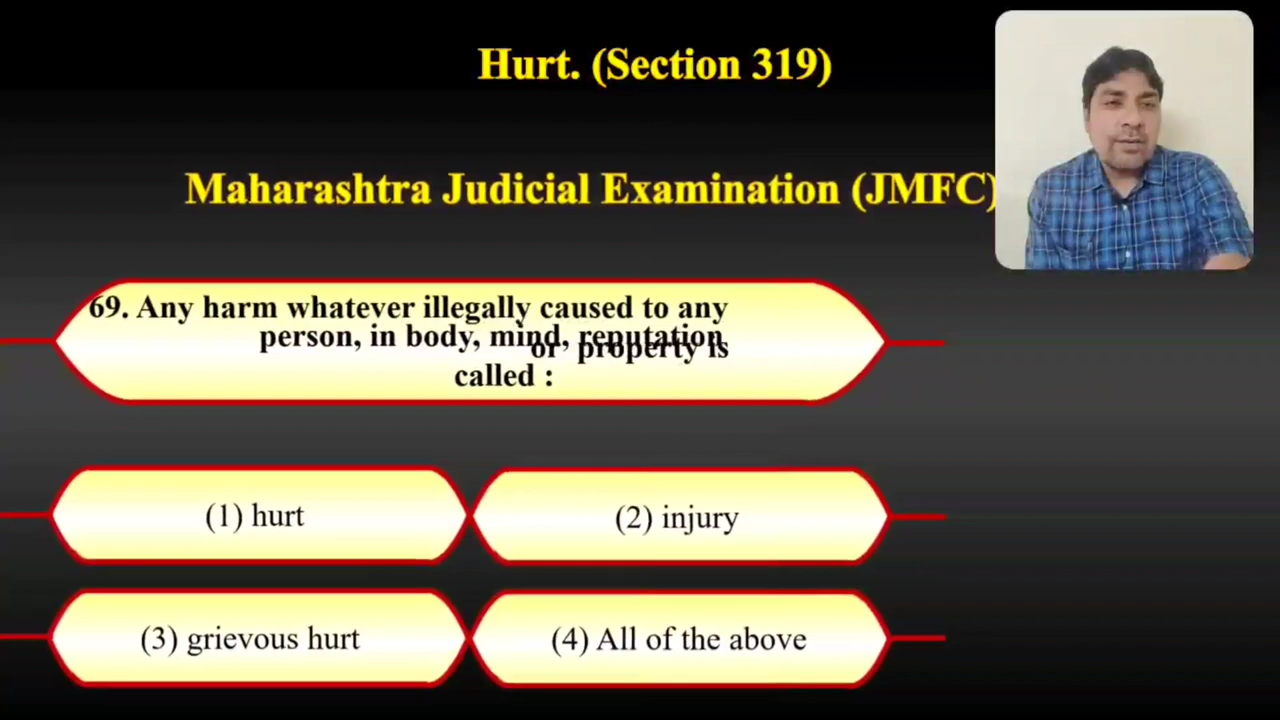 Hurt. (Section 319)
Maharashtra Judicial Examination (JMFC)
69. Any harm whatever illegally caused to any
person, in body, mind, reputation
or property is
called :
(1) hurt
(2) injury
(3) grievous hurt
(4) All of the above